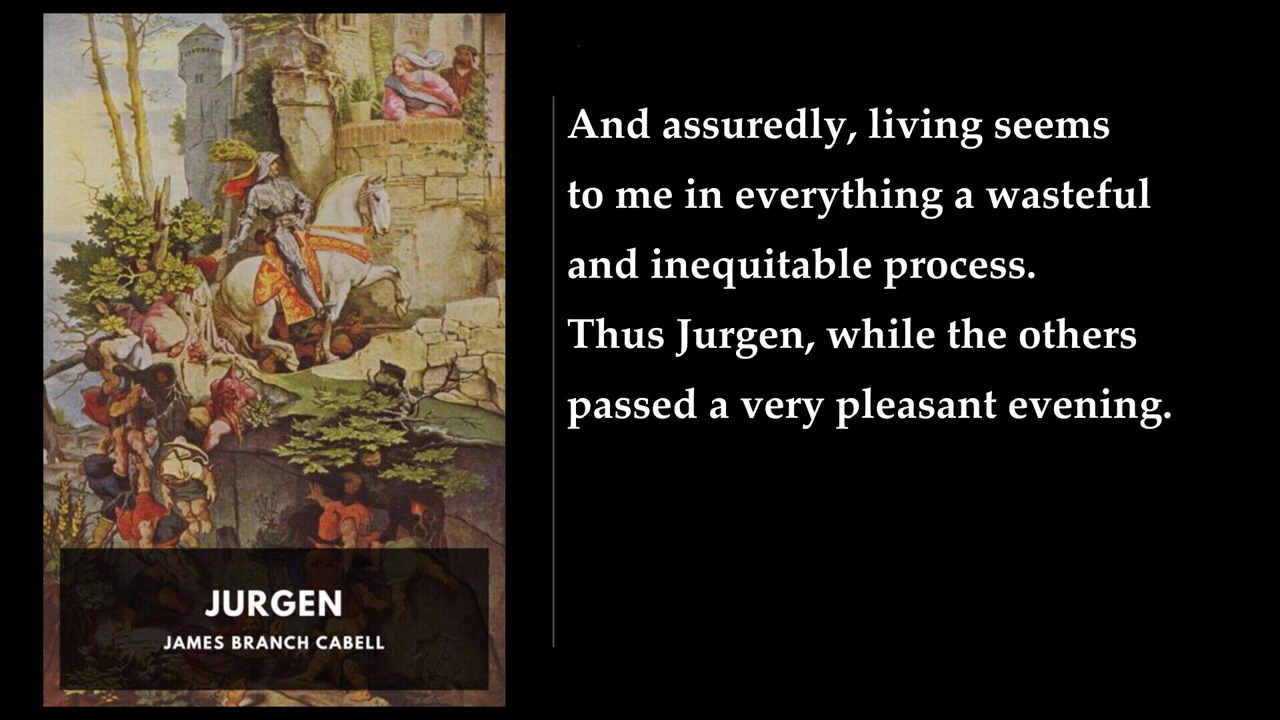 And assuredly, living seems
to me in everything a wasteful
and inequitable process.
Thus Jurgen, while the others
passed a very pleasant evening.
JURGEN
JAMES BRANCH CABELL